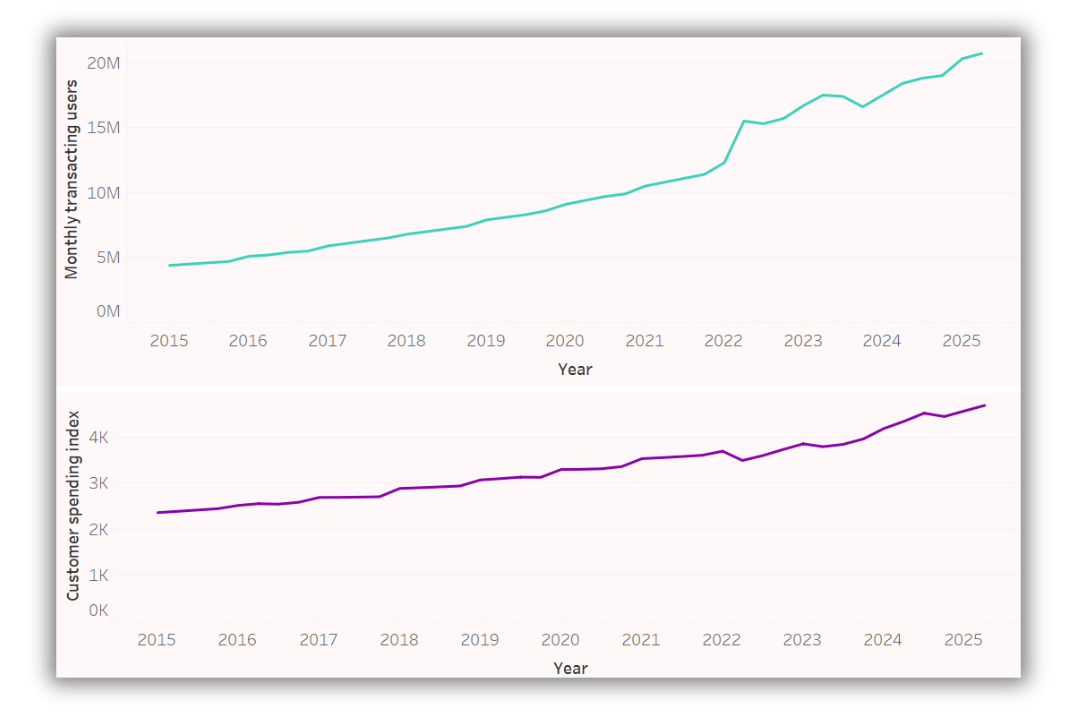 Monthly transacting users
20M
15M
10M
5M
0M
2015 2016 2017 2018 2019 2020 2021 2022 2023 2024 2025
Year
Customer spending index
4K
3K
2K
1K
0K
2015 2016 2017 2018 2019 2020 2021 2022 2023 2024 2025
Year